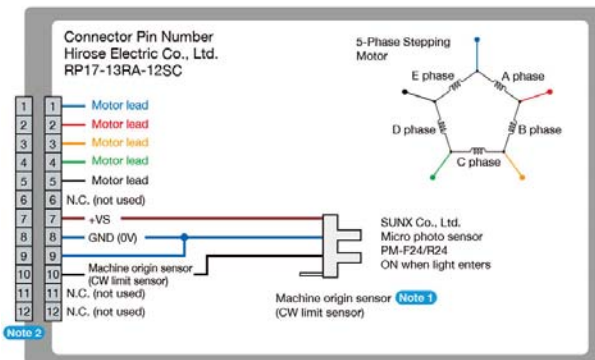 Connector Pin Number
Hirose Electric Co., Ltd.
RP17-13RA-12SC
5-Phase Stepping
Motor
E phase
A phase
D phase
B phase
C phase
1 1 Motor lead
2 2 Motor lead
3 3 Motor lead
4 4 Motor lead
5 5 Motor lead
6 6 N.C. (not used)
7 7 +VS
8 8 GND (0V)
9 9
10 10 Machine origin sensor
(CW limit sensor)
11 11 N.C. (not used)
12 12 N.C. (not used)
SUNX Co., Ltd.
Micro photo sensor
PM-F24/R24
ON when light enters
Machine origin sensor Note 1
(CW limit sensor)
Note 2